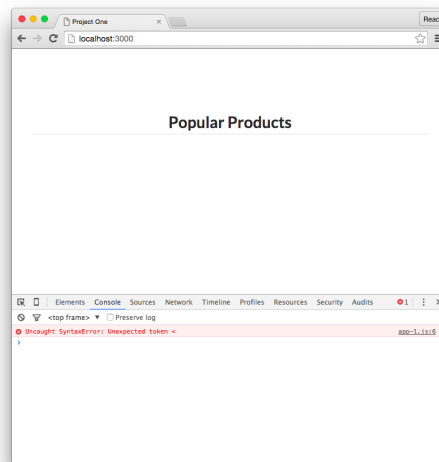 Project One
Reac
localhost:3000
Popular Products
Elements Console Sources Network Timeline Profiles Resources Security Audits 1
<top frame> ▼ Preserve log
Uncaught SyntaxError: Unexpected token < app-1.js:6